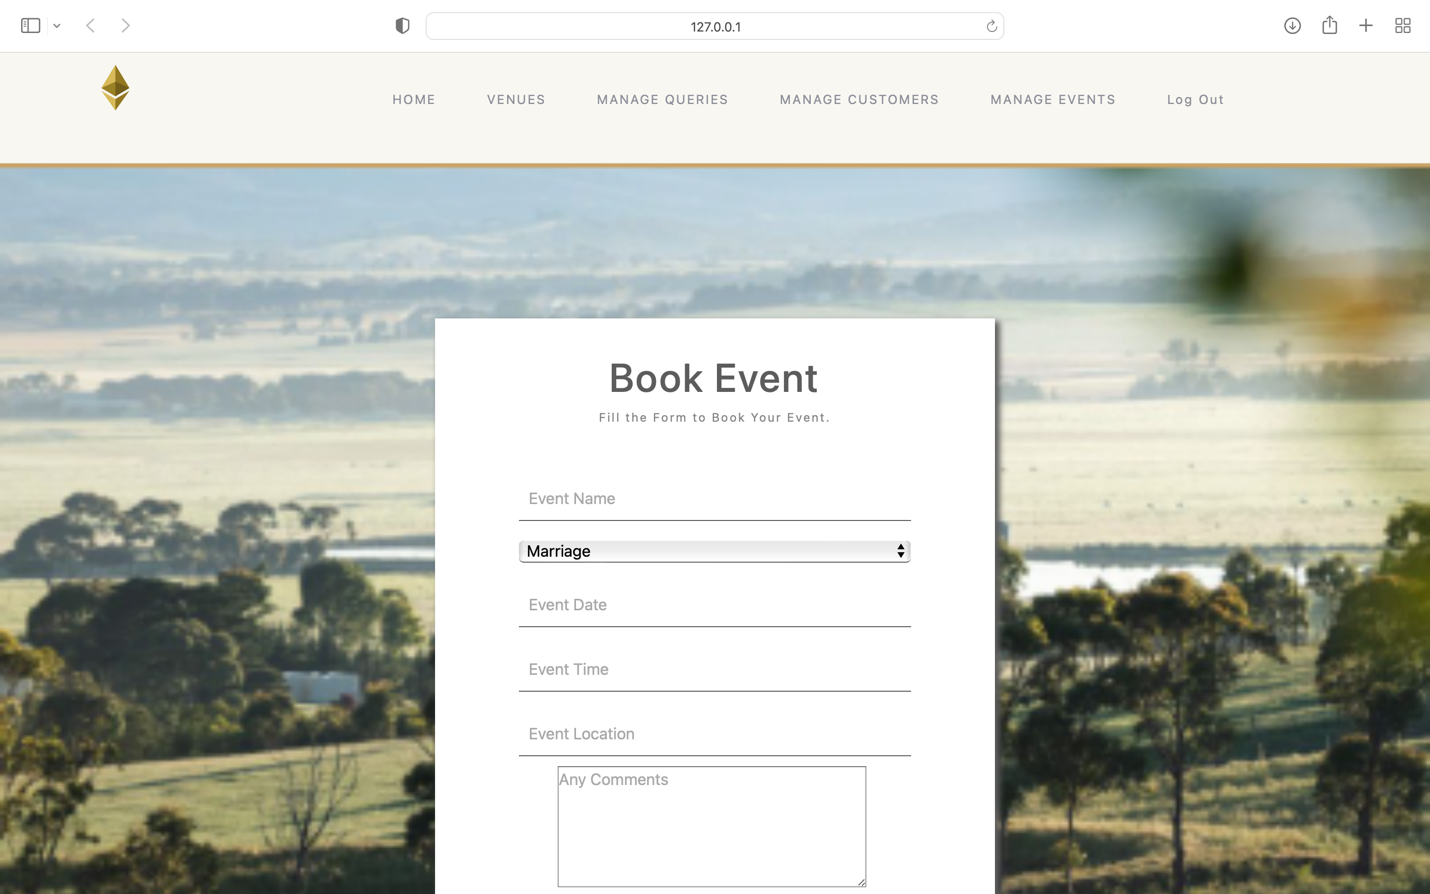 127.0.0.1
HOME VENUES MANAGE QUERIES MANAGE CUSTOMERS MANAGE EVENTS Log Out
Book Event
Fill the Form to Book Your Event.
Event Name
Marriage
Event Date
Event Time
Event Location
Any Comments